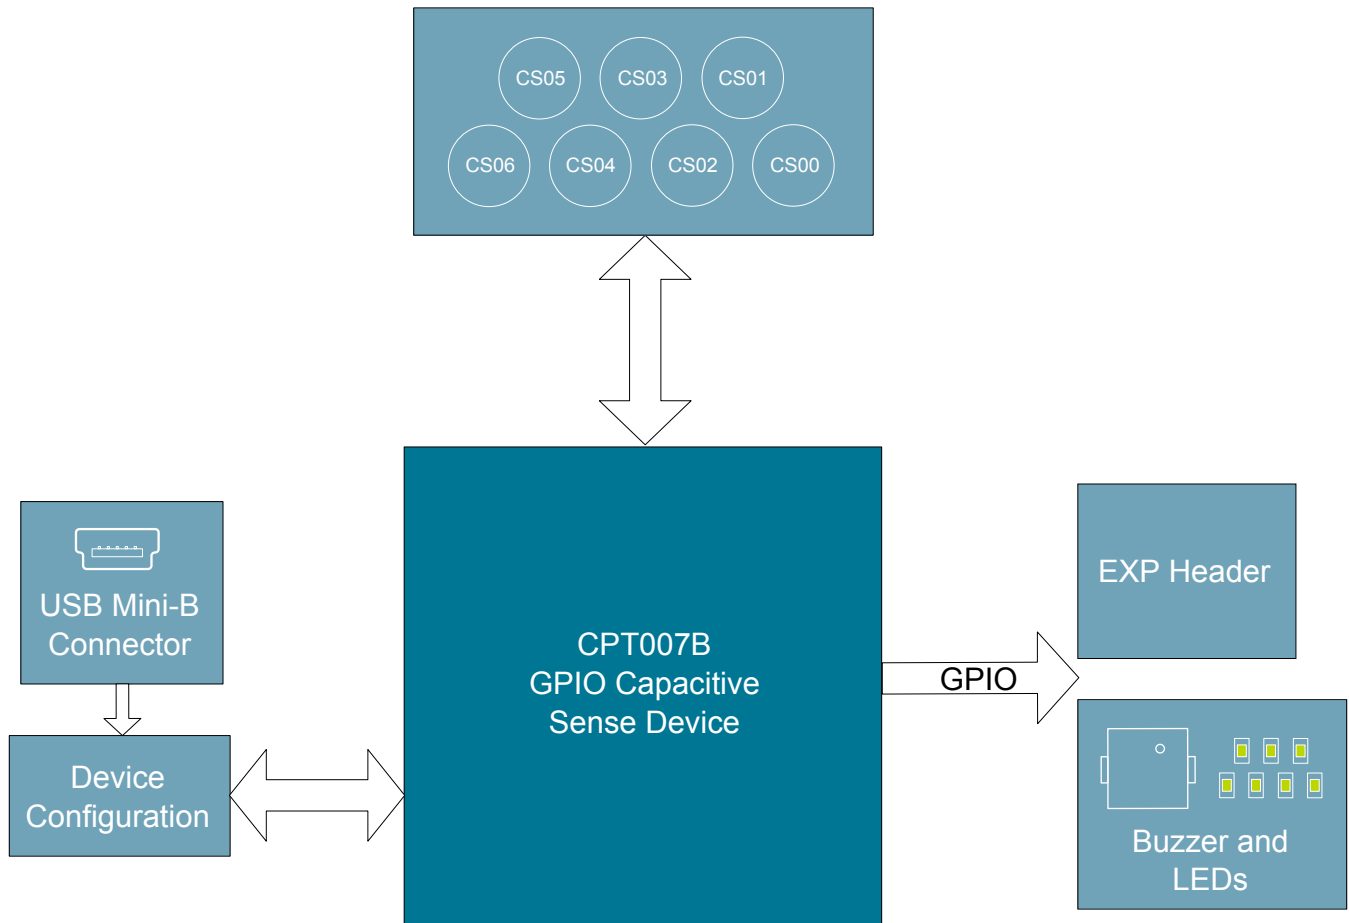 CS05 CS03 CS01
CS06 CS04 CS02 CS00
USB Mini-B
Connector
Device
Configuration
CPT007B
GPIO Capacitive
Sense Device
GPIO
EXP Header
Buzzer and
LEDs